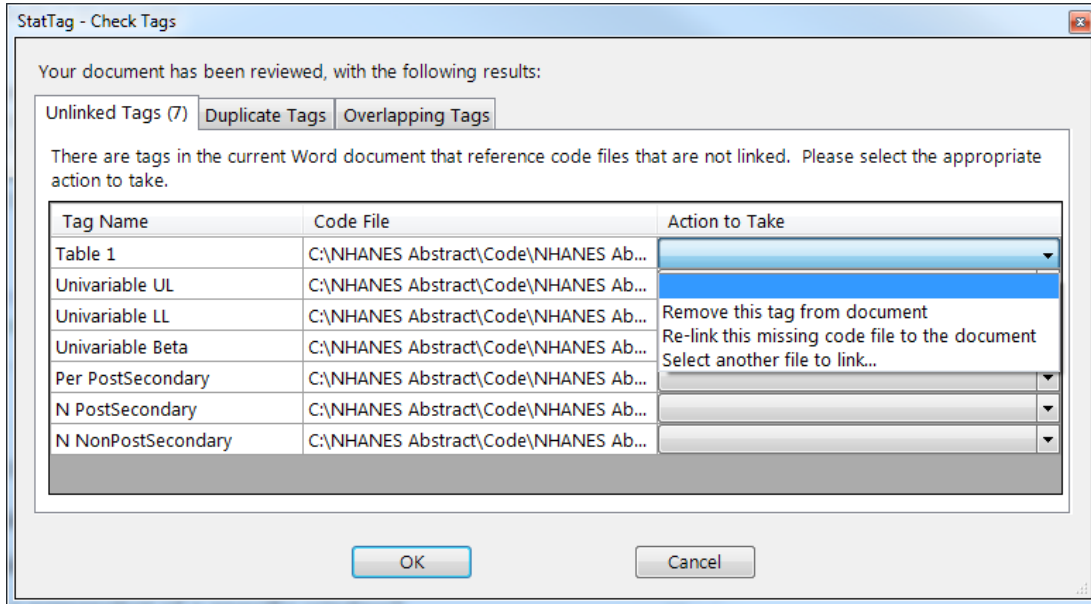 StatTag - Check Tags
Your document has been reviewed, with the following results:
Unlinked Tags (7) Duplicate Tags Overlapping Tags
There are tags in the current Word document that reference code files that are not linked.  Please select the appropriate
action to take.
Tag Name Code File Action to Take
Table 1 C:\NHANES Abstract\Code\NHANES Ab...
Univariable UL C:\NHANES Abstract\Code\NHANES Ab...
Univariable LL C:\NHANES Abstract\Code\NHANES Ab... Remove this tag from document
Univariable Beta C:\NHANES Abstract\Code\NHANES Ab... Re-link this missing code file to the document
Select another file to link...
Per PostSecondary C:\NHANES Abstract\Code\NHANES Ab...
N PostSecondary C:\NHANES Abstract\Code\NHANES Ab...
N NonPostSecondary C:\NHANES Abstract\Code\NHANES Ab...
OK Cancel